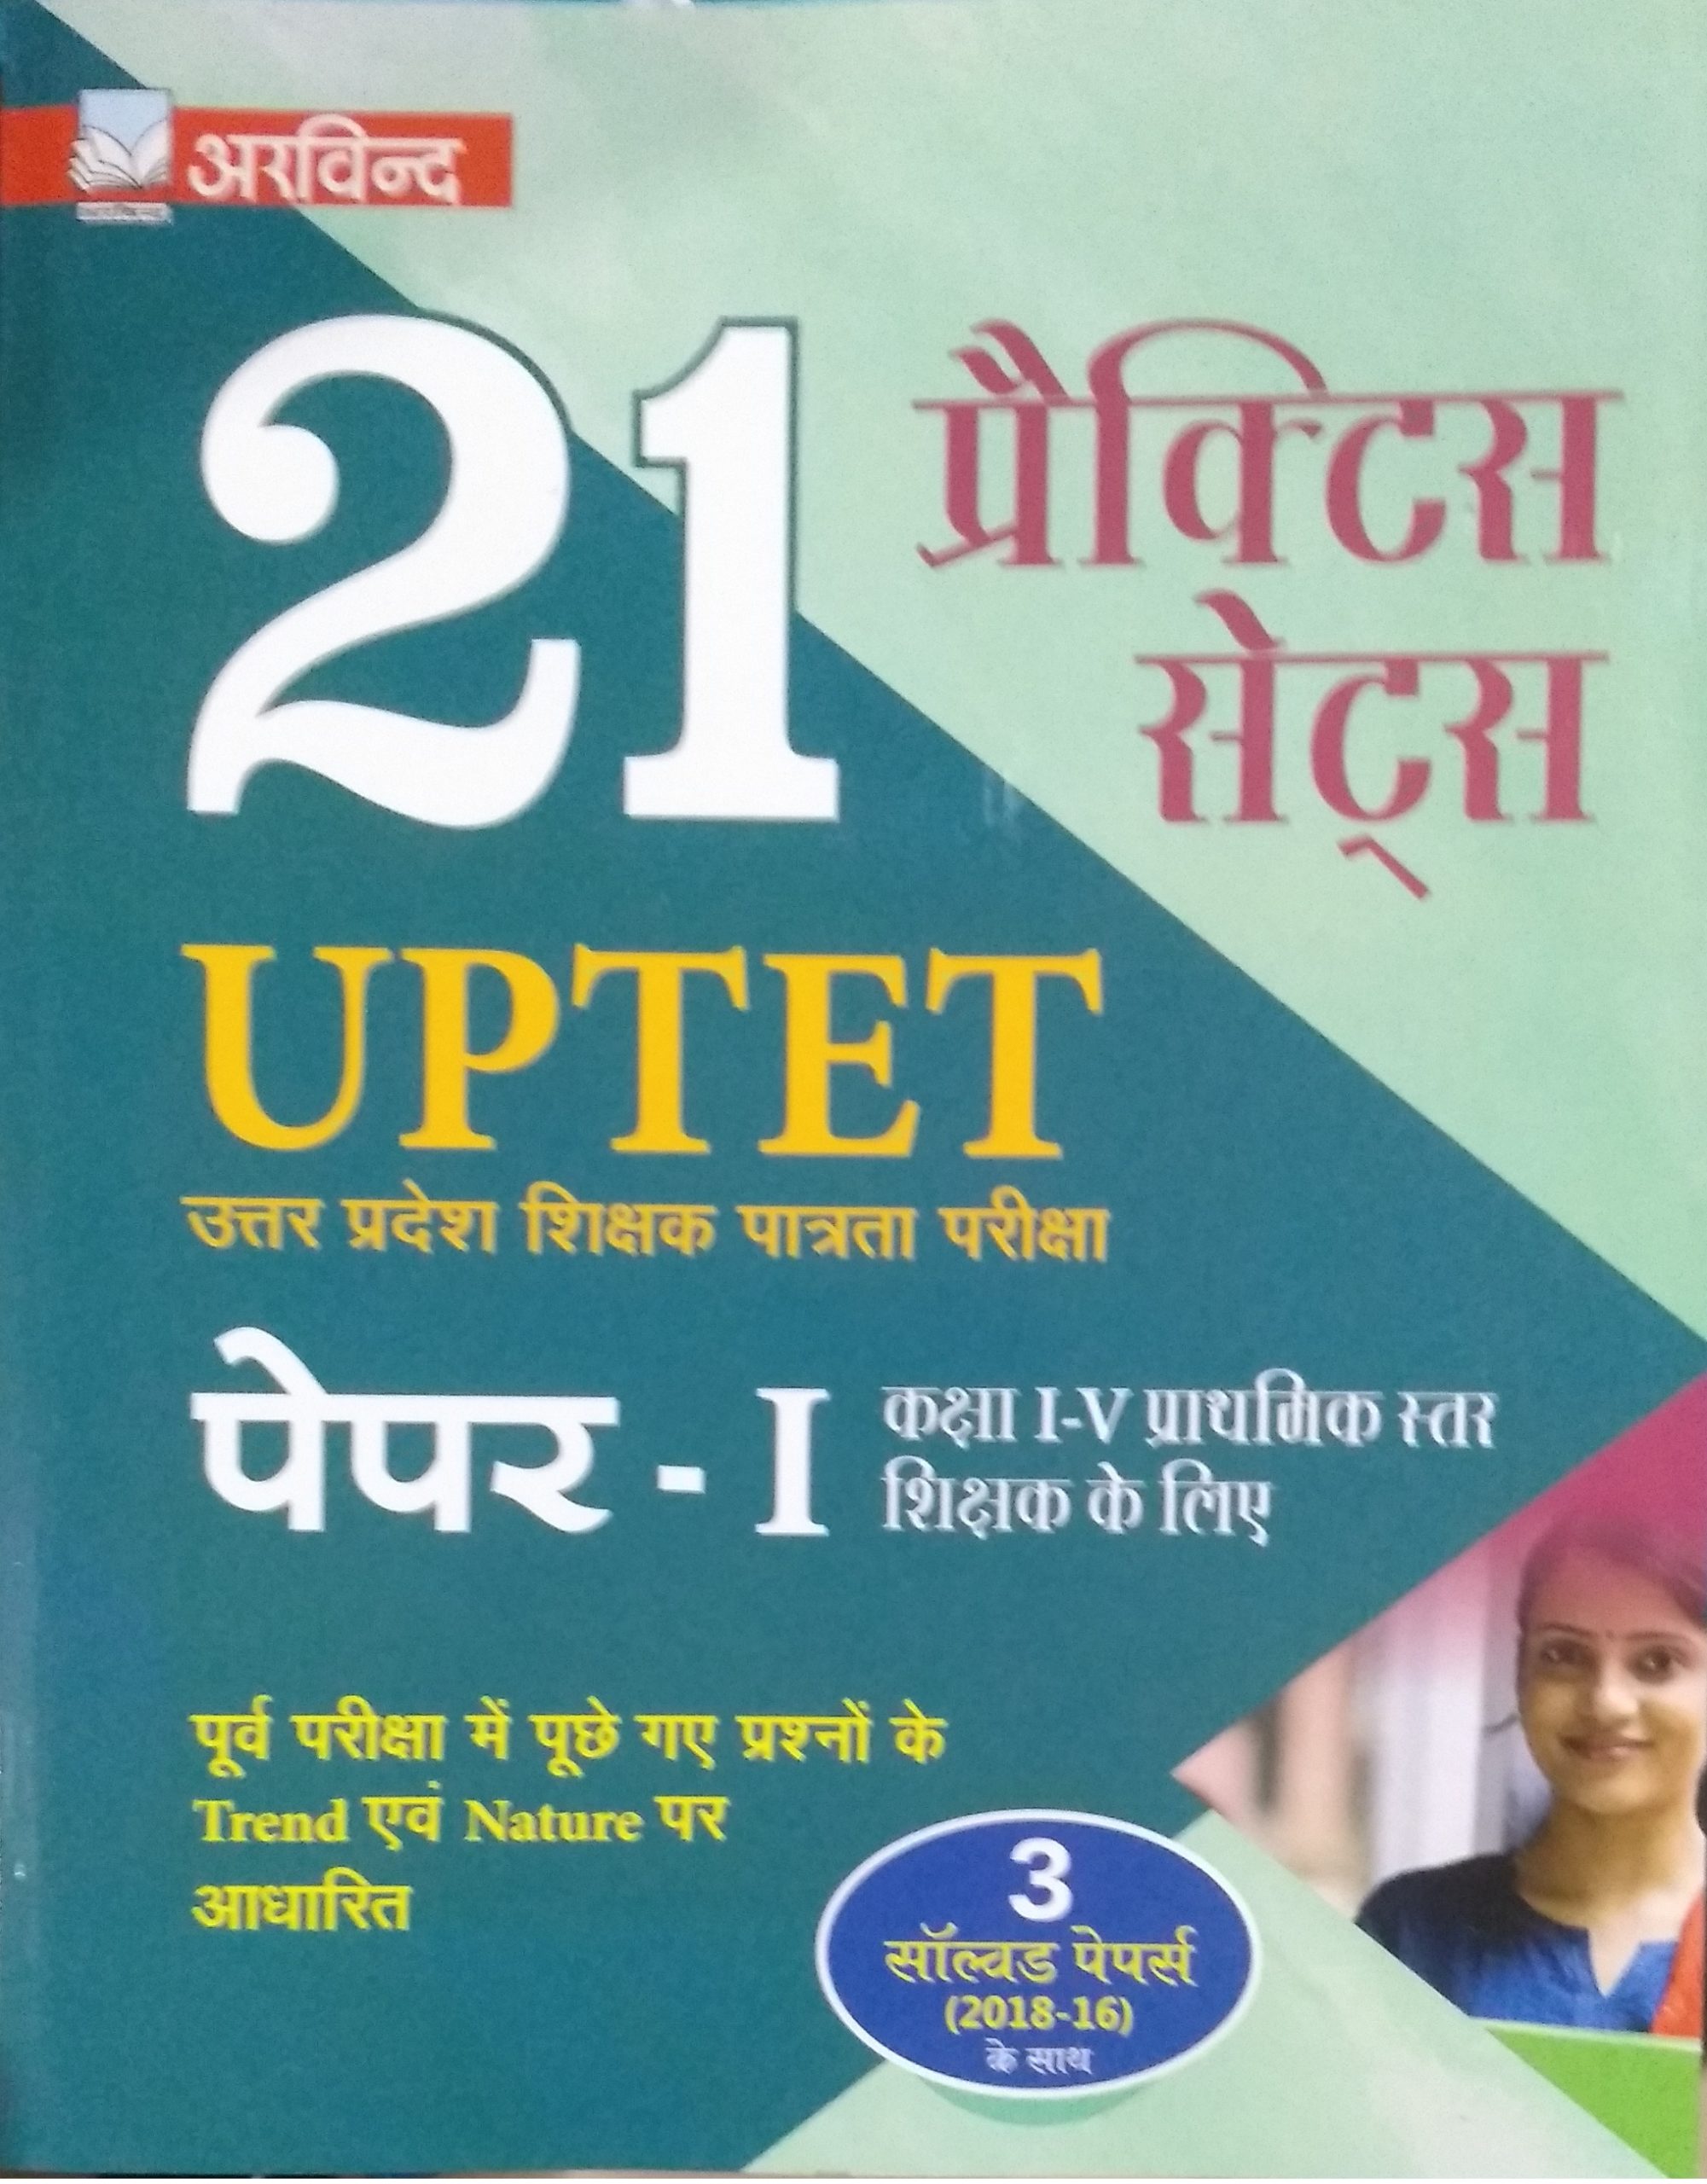 अरविन्द
21 प्रैक्टिस
सेट्स
UPTET
उत्तर प्रदेश शिक्षक पात्रता परीक्षा
पेपर - I
कक्षा I-V प्राथमिक स्तर
शिक्षक के लिए
पूर्व परीक्षा में पूछे गए प्रश्नों के
Trend एवं Nature पर
आधारित
3
सॉल्वड पेपर्स
(2018-16)
के साथ